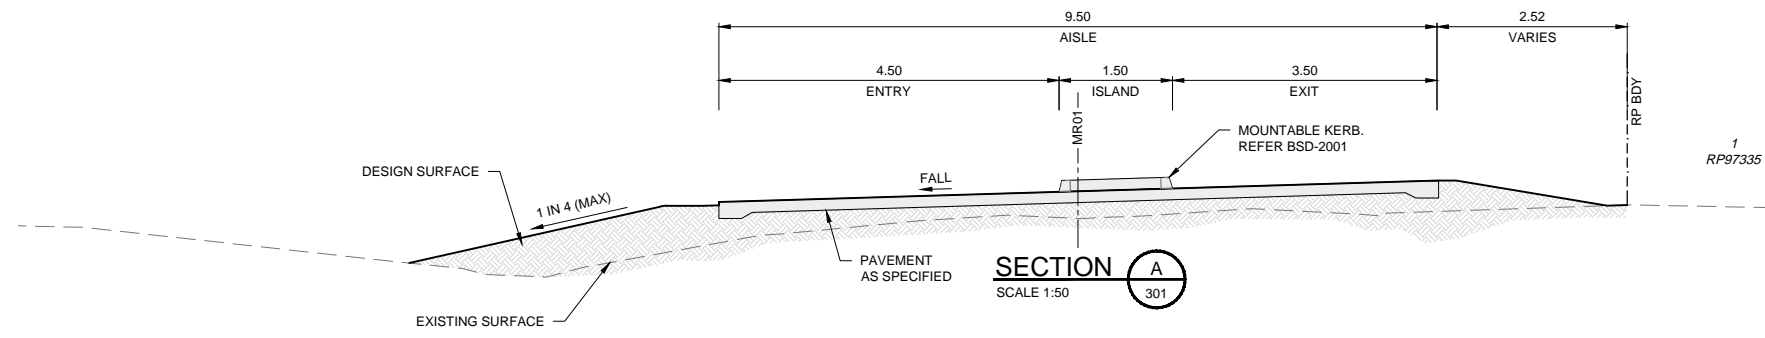 9.50
AISLE
2.52
VARIES
4.50
ENTRY
1.50
ISLAND
3.50
EXIT
RP BDY
MR01
MOUNTABLE KERB.
REFER BSD-2001
1
RP97335
DESIGN SURFACE
FALL
1 IN 4 (MAX)
PAVEMENT
AS SPECIFIED
SECTION
SCALE 1:50
A
301
EXISTING SURFACE